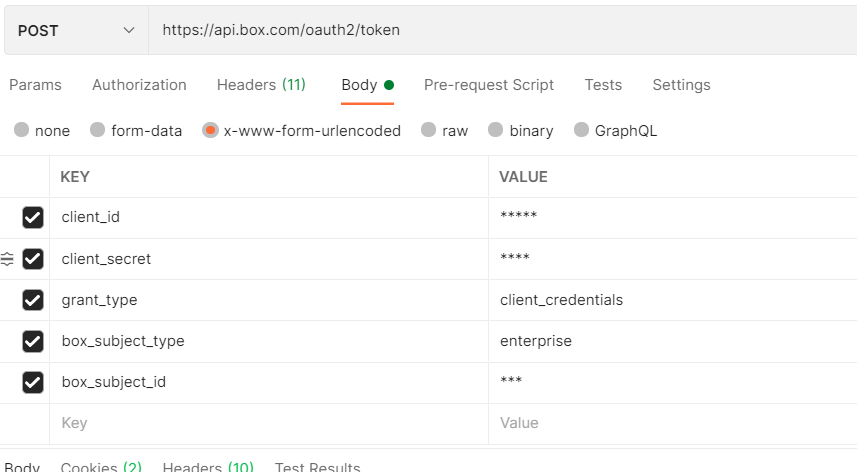 POST https://api.box.com/oauth2/token
Params Authorization Headers (11) Body Pre-request Script Tests Settings
none form-data x-www-form-urlencoded raw binary GraphQL
KEY VALUE
client_id *****
client_secret ****
grant_type client_credentials
box_subject_type enterprise
box_subject_id ***
Key Value
Body Cookies (2) Headers (10) Test Results